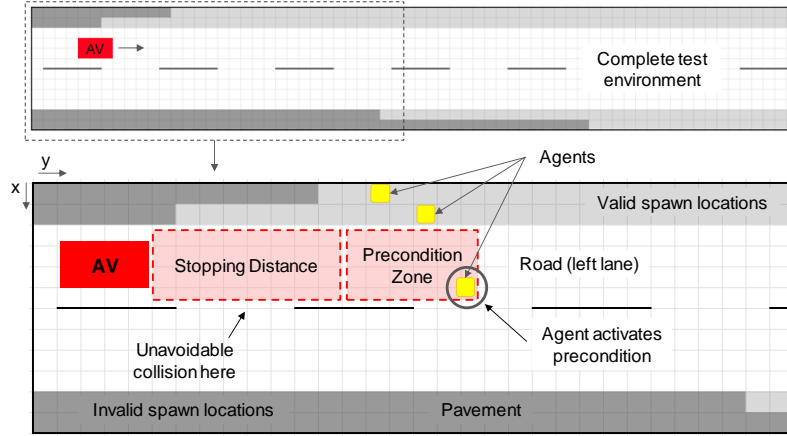 AV
Complete test
environment
y
x
Agents
Valid spawn locations
AV
Stopping Distance
Precondition
Zone
Road (left lane)
Unavoidable
collision here
Agent activates
precondition
Invalid spawn locations
Pavement